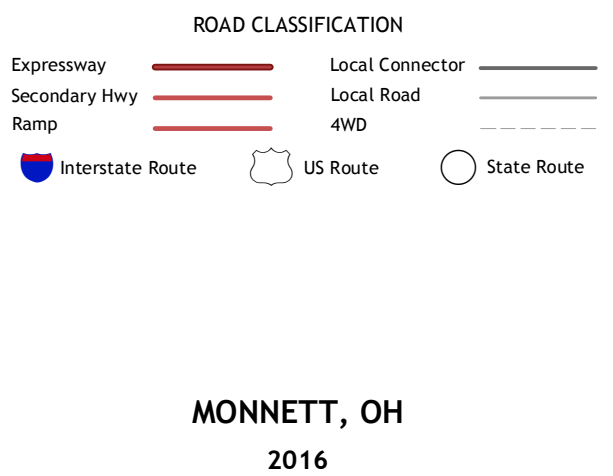 ROAD CLASSIFICATION
Expressway
Local Connector
Secondary Hwy
Local Road
Ramp
4WD
Interstate Route
US Route
State Route
MONNETT, OH
2016